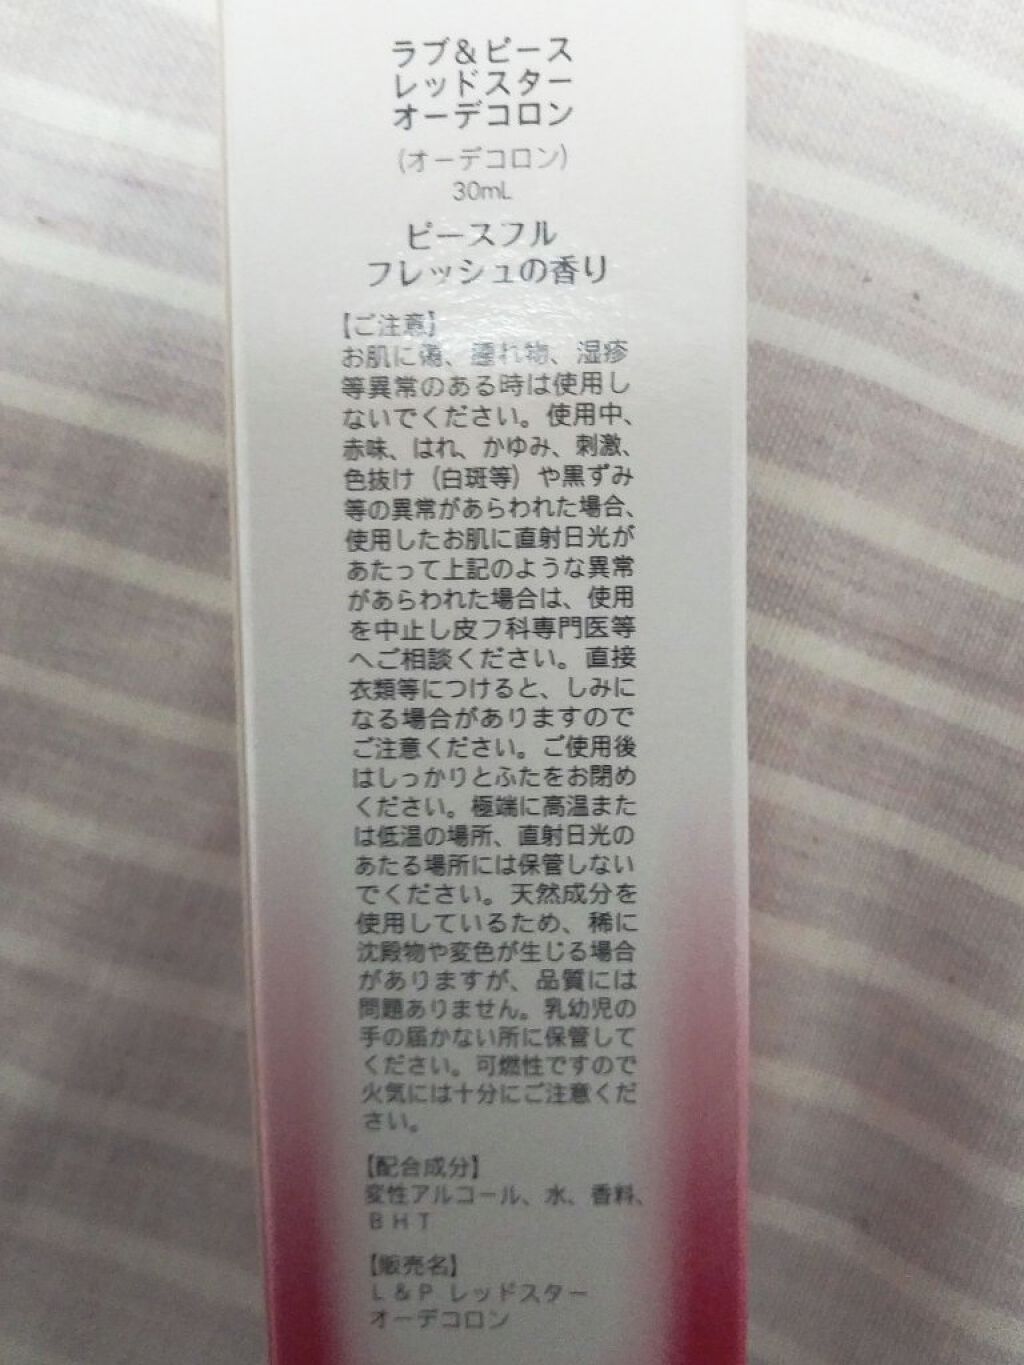 ラブ&ピース
レッドスター
オーデコロン
(オーデコロン)
30mL
ピースフル
フレッシュの香り
【ご注意】
お肌に傷、腫れ物、湿疹
等異常のある時は使用し
ないでください。使用中、
赤味、はれ、かゆみ、刺激、
色抜け(白斑等)や黒ずみ
等の異常があらわれた場合、
使用したお肌に直射日光が
あたって上記のような異常
があらわれた場合は、使用
を中止し皮フ科専門医等
へご相談ください。直接
衣類等につけると、しみに
なる場合がありますので
ご注意ください。ご使用後
はしっかりとふたをお閉め
ください。極端に高温また
は低温の場所、直射日光の
あたる場所には保管しない
でください。天然成分を
使用しているため、稀に
沈殿物や変色が生じる場合
がありますが、品質には
問題ありません。乳幼児の
手の届かない所に保管して
ください。可燃性ですので
火気には十分にご注意くだ
さい。
【配合成分】
変性アルコール、水、香料、
BHT
【販売名】
L&P レッドスター
オーデコロン